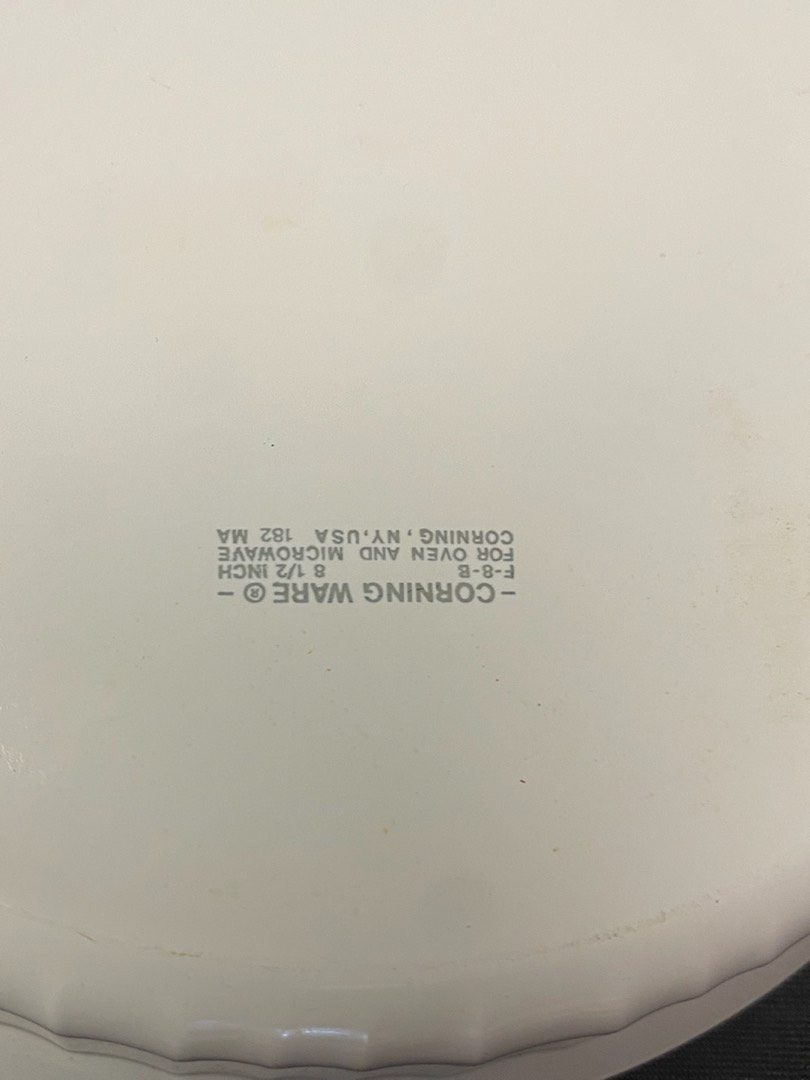 -CORNING WARE ® -
F-8-B 8 1/2 INCH
FOR OVEN AND MICROWAVE
CORNING, NY, USA 182 MA